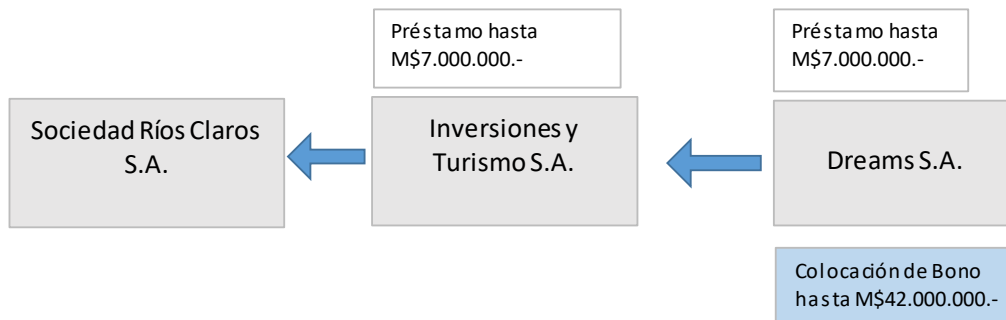 Préstamo hasta
M$7.000.000.-
Préstamo hasta
M$7.000.000.-
Sociedad Ríos Claros
S.A.
Inversiones y
Turismo S.A.
Dreams S.A.
Colocación de Bono
hasta M$42.000.000.-